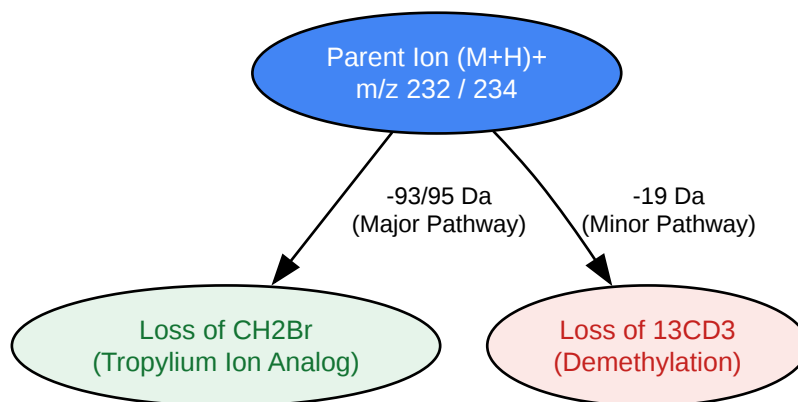 Parent Ion (M+H)+
m/z 232 / 234
-93/95 Da
(Major Pathway)
-19 Da
(Minor Pathway)
Loss of CH2Br
(Tropylium Ion Analog)
Loss of 13CD3
(Demethylation)